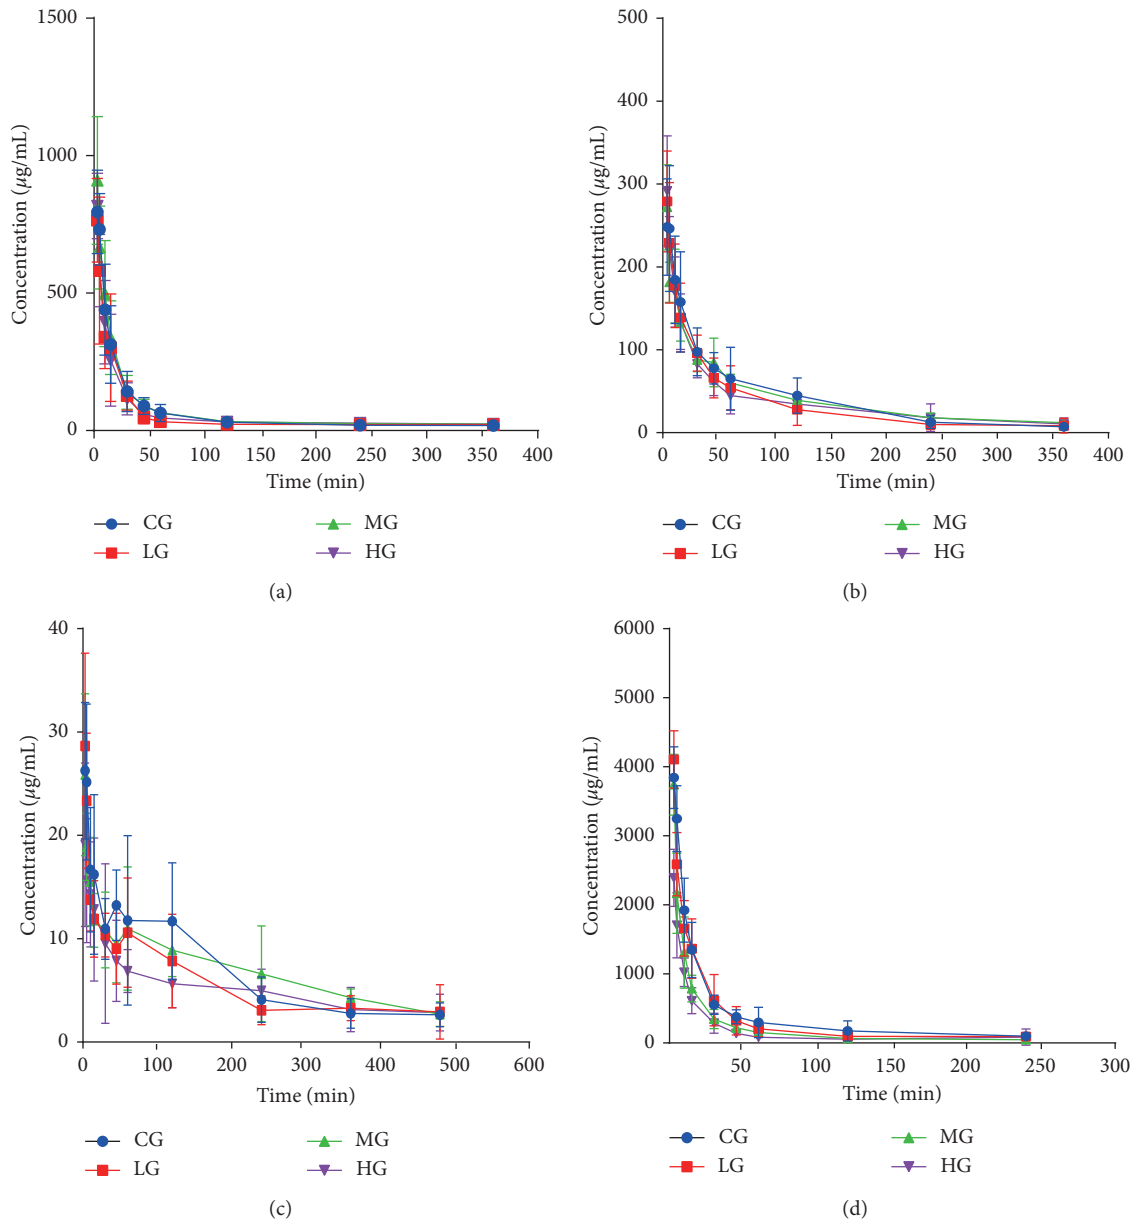 1500
1000
500
0
Concentration (µg/mL)
0 50 100 150 200 250 300 350 400
Time (min)
CG MG
LG HG
(a)
500
400
300
200
100
0
Concentration (µg/mL)
0 50 100 150 200 250 300 350 400
Time (min)
CG MG
LG HG
(b)
40
30
20
10
0
Concentration (µg/mL)
0 100 200 300 400 500 600
Time (min)
CG MG
LG HG
(c)
6000
5000
4000
3000
2000
1000
0
Concentration (µg/mL)
50 100 150 200 250 300
Time (min)
CG MG
LG HG
(d)